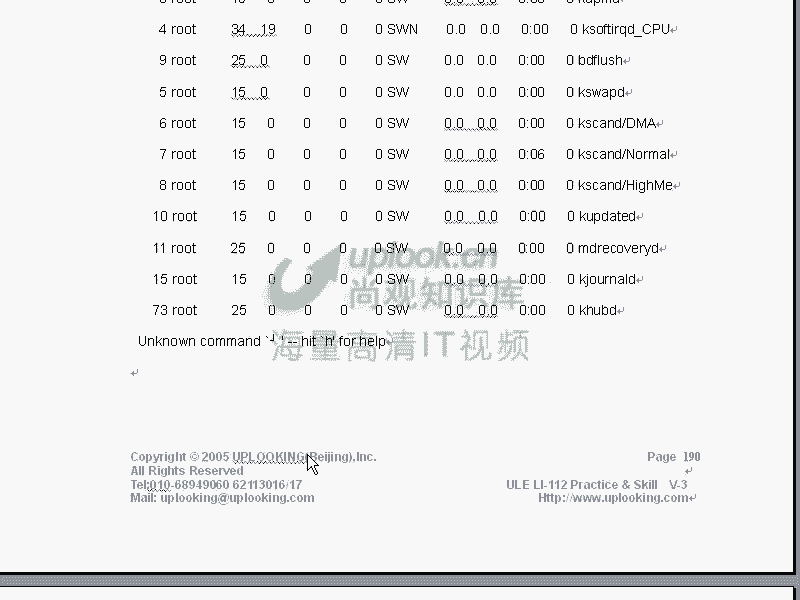 4 root 34 19 0 0 0 SWN 0.0 0.0 0:00 0 ksoftirqd_CPU
9 root 25 0 0 0 0 SW 0.0 0.0 0:00 0 bdflush
5 root 15 0 0 0 0 SW 0.0 0.0 0:00 0 kswapd
6 root 15 0 0 0 0 SW 0.0 0.0 0:00 0 kscand/DMA
7 root 15 0 0 0 0 SW 0.0 0.0 0:06 0 kscand/Normal
8 root 15 0 0 0 0 SW 0.0 0.0 0:00 0 kscand/HighMe
10 root 15 0 0 0 0 SW 0.0 0.0 0:00 0 kupdated
11 root 25 0 0 0 0 SW 0.0 0.0 0:00 0 mdrecoveryd
uplook.cn
15 root 15 0 0 0 0 SW 0.0 0.0 0:00 0 kjournald
尚观知识库
73 root 25 0 0 0 0 SW 0.0 0.0 0:00 0 khubd
Unknown command `┘' -- hit `h' for help
海量高清IT视频
Copyright © 2005 UPLOOKING(Beijing),Inc. Page 190
All Rights Reserved
Tel:010-68949060 62113016/17 ULE LI-112 Practice & Skill V-3
Mail: uplooking@uplooking.com Http://www.uplooking.com